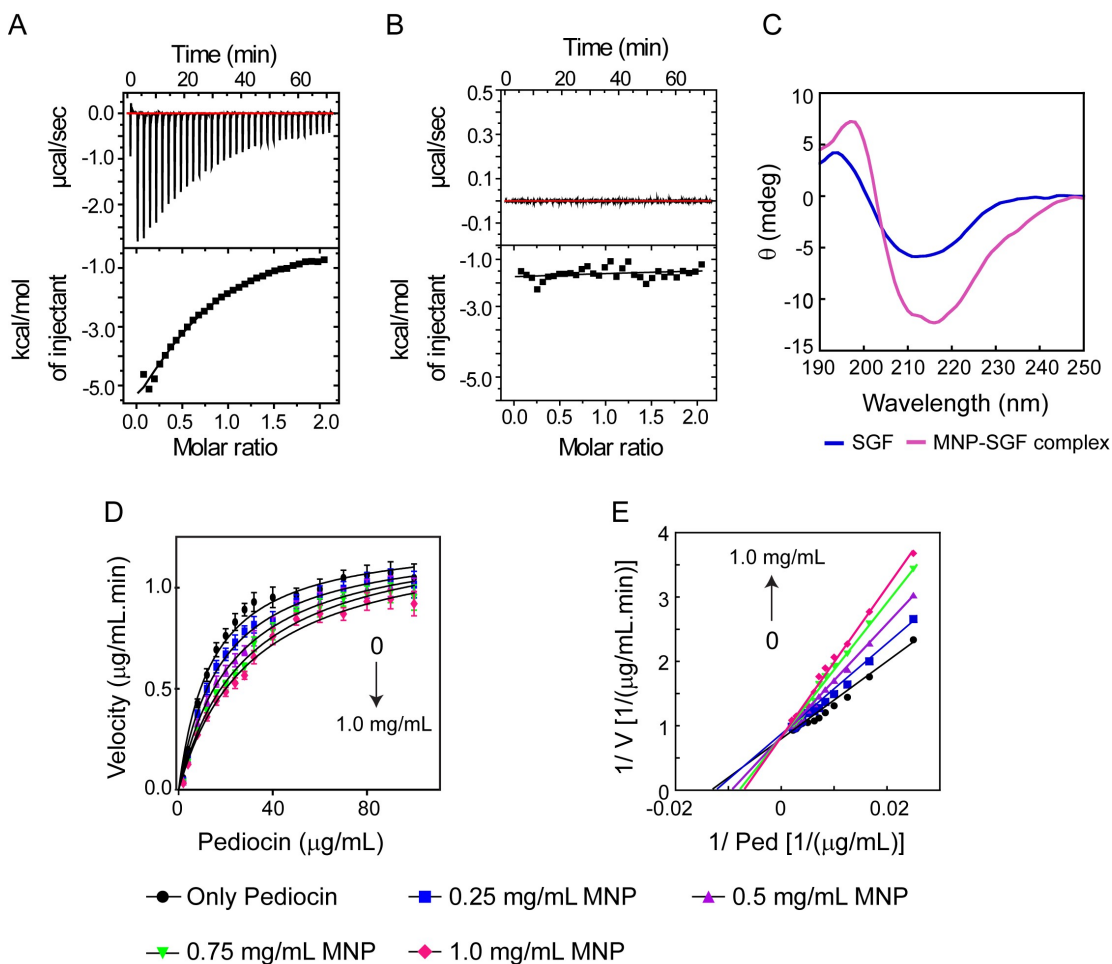 A
Time (min)
0 20 40 60
0.0
-1.0
-2.0
μcal/sec
-1.0
-3.0
-5.0
kcal/mol
of injectant
0.0 0.5 1.0 1.5 2.0
Molar ratio
B
Time (min)
0 20 40 60
0.5
0.3
0.1
-0.1
μcal/sec
-1.0
-3.0
-5.0
kcal/mol
of injectant
0.0 0.5 1.0 1.5 2.0
Molar ratio
C
10
5
0
-5
-10
-15
θ (mdeg)
190 200 210 220 230 240 250
Wavelength (nm)
SGF MNP-SGF complex
D
1.0
0.5
0.0
Velocity (μg/mL.min)
0
1.0 mg/mL
0 40 80
Pediocin (μg/mL)
E
4
3
2
1
0
1/ V [1/(μg/mL.min)]
1.0 mg/mL
0
-0.02 0 0.02
1/ Ped [1/(μg/mL)]
Only Pediocin 0.25 mg/mL MNP 0.5 mg/mL MNP
0.75 mg/mL MNP 1.0 mg/mL MNP